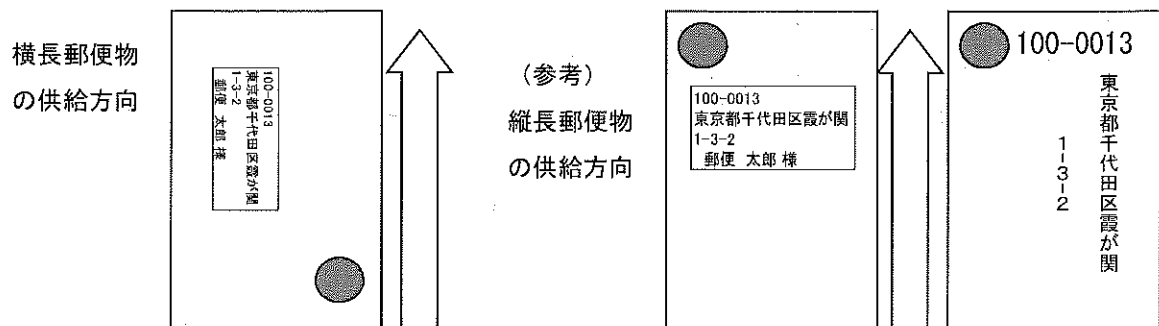 横長郵便物
の供給方向
100-0013
東京都千代田区霞が関
1-3-2
郵便 太郎 様
（参考）
縦長郵便物
の供給方向
100-0013
東京都千代田区霞が関
1-3-2
郵便 太郎 様
100-0013
東京都千代田区霞が関
1-3-2